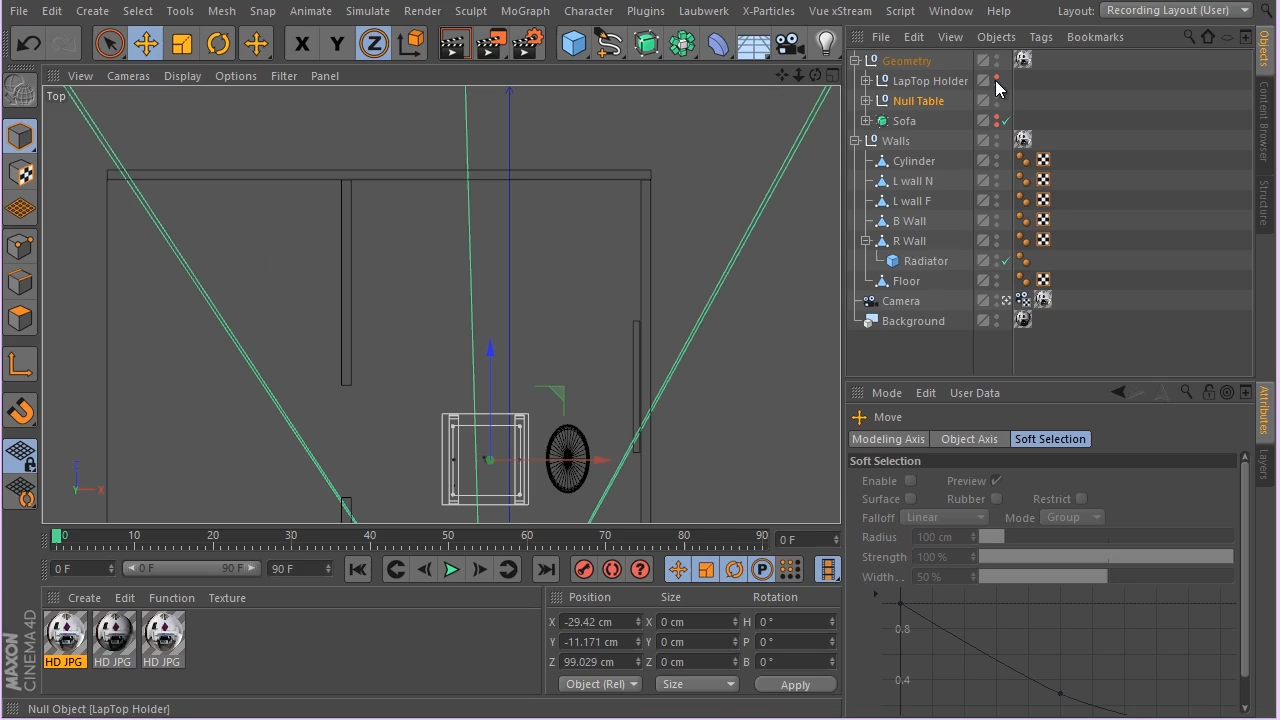 File Edit Create Selected Tools Mesh Snap Animate Simulate Render Sculpt MoGraph Character Plugins Laubwerk X-Particles Vue xStream Script Window Help Layout: Recording Layout (User)
X Y Z
File Edit View Objects Tags Bookmarks
View Cameras Display Options Filter Panel
Top
Geometry
LapTop Holder
Null Table
Sofa
Walls
Cylinder
L wall N
L wall F
B Wall
R Wall
Radiator
Floor
Camera
Background
Objects
Content Browser
Structure
Z
Y X
Mode Edit User Data
Move
Modeling Axis Object Axis Soft Selection
Soft Selection
Enable Preview
Surface Rubber Restrict
Falloff Linear Mode Group
Radius 100 cm
Strength 100 %
Width . . 50 %
0.8
0.4
Attributes
Layers
0 10 20 30 40 50 60 70 80 90 0 F
0 F 0 F 90 F 90 F
Create Edit Function Texture
HD JPG HD JPG HD JPG
Position Size Rotation
X -29.42 cm X 0 cm H 0 °
Y -11.171 cm Y 0 cm P 0 °
Z 99.029 cm Z 0 cm B 0 °
Object (Rel) Size Apply
MAXON
CINEMA 4D
Null Object [LapTop Holder]